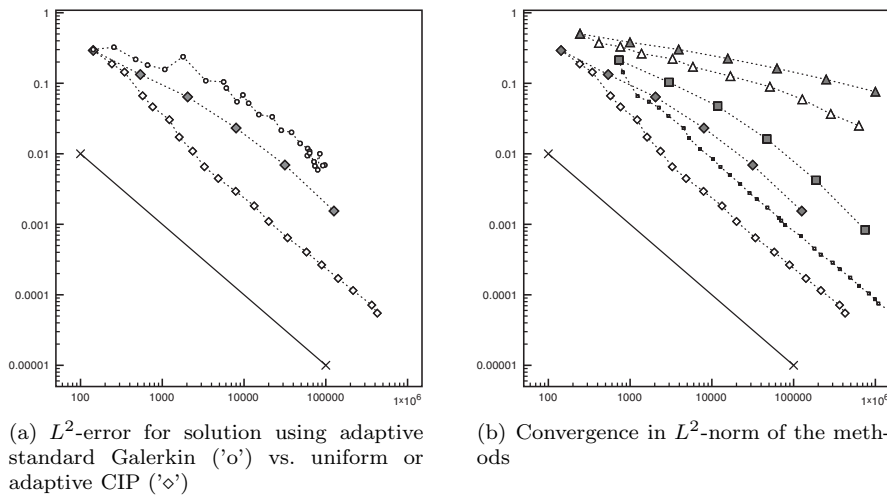 1
0.1
0.01
0.001
0.0001
0.00001
100 1000 10000 100000 1×10⁶
(a) L²-error for solution using adaptive
standard Galerkin ('o') vs. uniform or
adaptive CIP ('⋄')
1
0.1
0.01
0.001
0.0001
0.00001
100 1000 10000 100000 1×10⁶
(b) Convergence in L²-norm of the meth-
ods